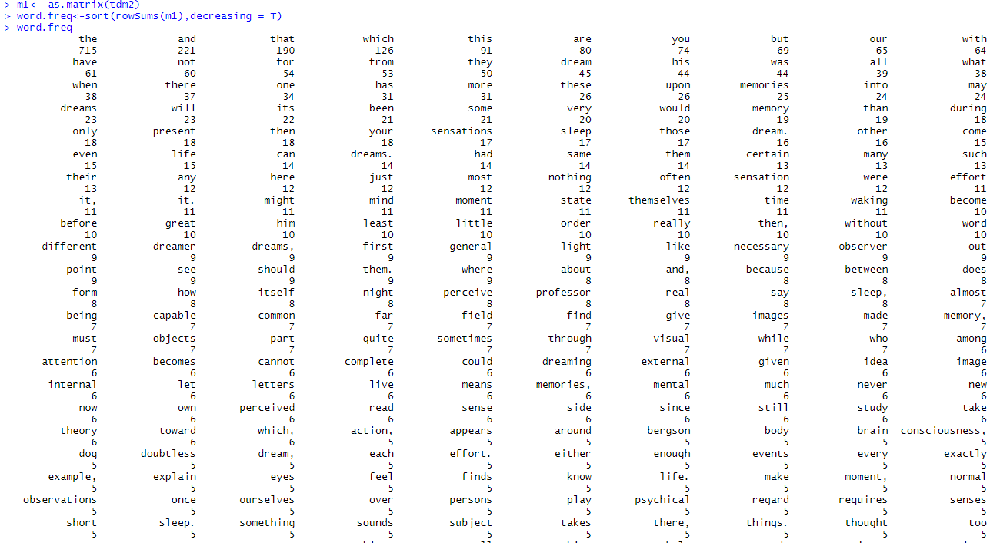 > m1<- as.matrix(tdm2)
> word.freq<-sort(rowSums(m1),decreasing = T)
> word.freq
the and that which this are you but our with
715 221 190 126 91 80 74 69 65 64
have not for from they dream his was all what
61 60 54 53 50 45 44 44 39 38
when there one has more these upon memories into may
38 37 34 31 31 26 26 25 24 24
dreams will its been some very would memory than during
23 23 22 21 21 20 20 19 19 18
only present then your sensations sleep those dream. other come
18 18 18 18 17 17 17 16 16 15
even life can dreams. had same them certain many such
15 15 14 14 14 14 14 13 13 13
their any here just most nothing often sensation were effort
13 12 12 12 12 12 12 12 12 11
it, it. might mind moment state themselves time waking become
11 11 11 11 11 11 11 11 11 10
before great him least little order really then, without word
10 10 10 10 10 10 10 10 10 10
different dreamer dreams, first general light like necessary observer out
9 9 9 9 9 9 9 9 9 9
point see should them. where about and, because between does
9 9 9 9 9 8 8 8 8 8
form how itself night perceive professor real say sleep, almost
8 8 8 8 8 8 8 8 8 7
being capable common far field find give images made memory,
7 7 7 7 7 7 7 7 7 7
must objects part quite sometimes through visual while who among
7 7 7 7 7 7 7 7 7 6
attention becomes cannot complete could dreaming external given idea image
6 6 6 6 6 6 6 6 6 6
internal let letters live means memories, mental much never new
6 6 6 6 6 6 6 6 6 6
now own perceived read sense side since still study take
6 6 6 6 6 6 6 6 6 6
theory toward which, action, appears around bergson body brain consciousness,
6 6 6 5 5 5 5 5 5 5
dog doubtless dream, each effort. either enough events every exactly
5 5 5 5 5 5 5 5 5 5
example, explain eyes feel finds know life. make moment, normal
5 5 5 5 5 5 5 5 5 5
observations once ourselves over persons play psychical regard requires senses
5 5 5 5 5 5 5 5 5 5
short sleep. something sounds subject takes there, things. thought too
5 5 5 5 5 5 5 5 5 5